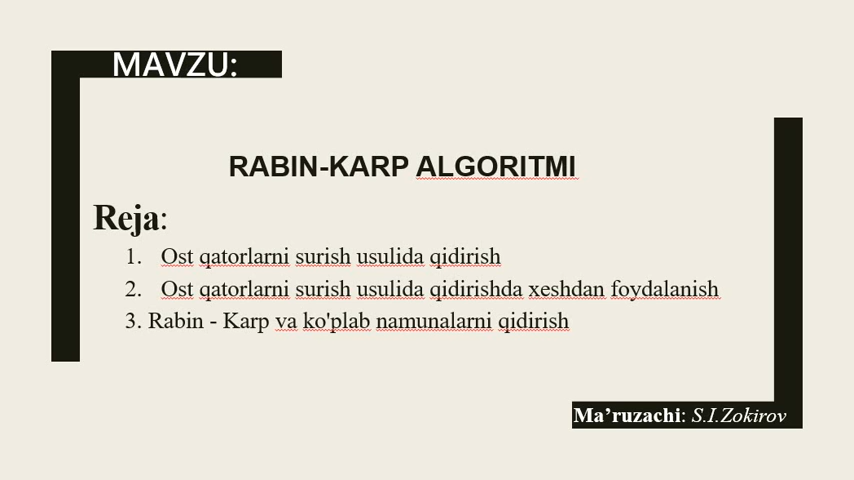 MAVZU:
RABIN-KARP ALGORITMI
Reja:
1. Ost qatorlarni surish usulida qidirish
2. Ost qatorlarni surish usulida qidirishda xeshdan foydalanish
3. Rabin - Karp va ko'plab namunalarni qidirish
Ma’ruzachi: S.I.Zokirov